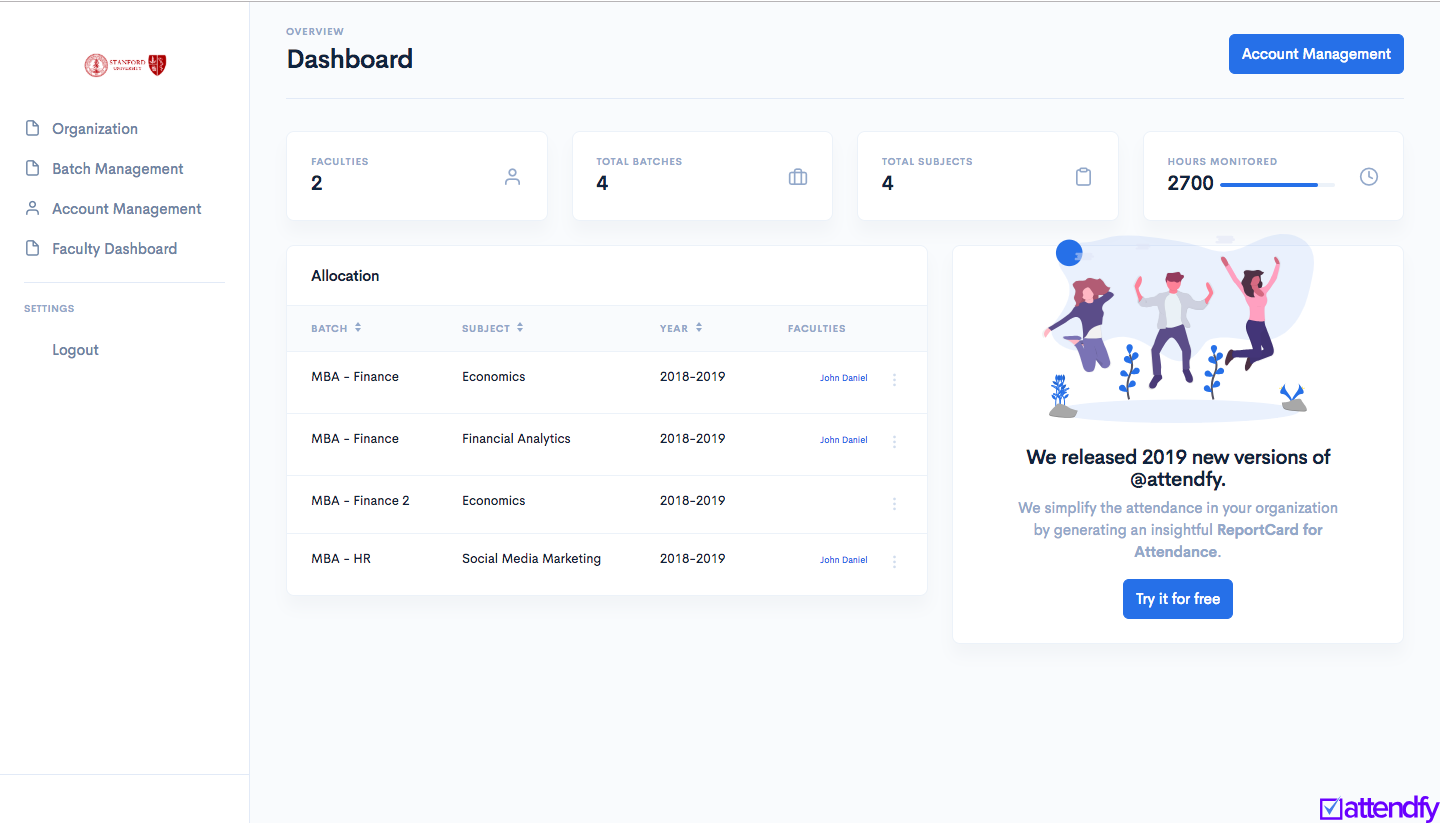 STANFORD
UNIVERSITY
Organization
Batch Management
Account Management
Faculty Dashboard
SETTINGS
Logout
OVERVIEW
Dashboard
Account Management
FACULTIES
2
TOTAL BATCHES
4
TOTAL SUBJECTS
4
HOURS MONITORED
2700
Allocation
BATCH SUBJECT YEAR FACULTIES
MBA - Finance Economics 2018-2019 John Daniel
MBA - Finance Financial Analytics 2018-2019 John Daniel
MBA - Finance 2 Economics 2018-2019
MBA - HR Social Media Marketing 2018-2019 John Daniel
We released 2019 new versions of
@attendfy.
We simplify the attendance in your organization
by generating an insightful ReportCard for
Attendance.
Try it for free
attendfy